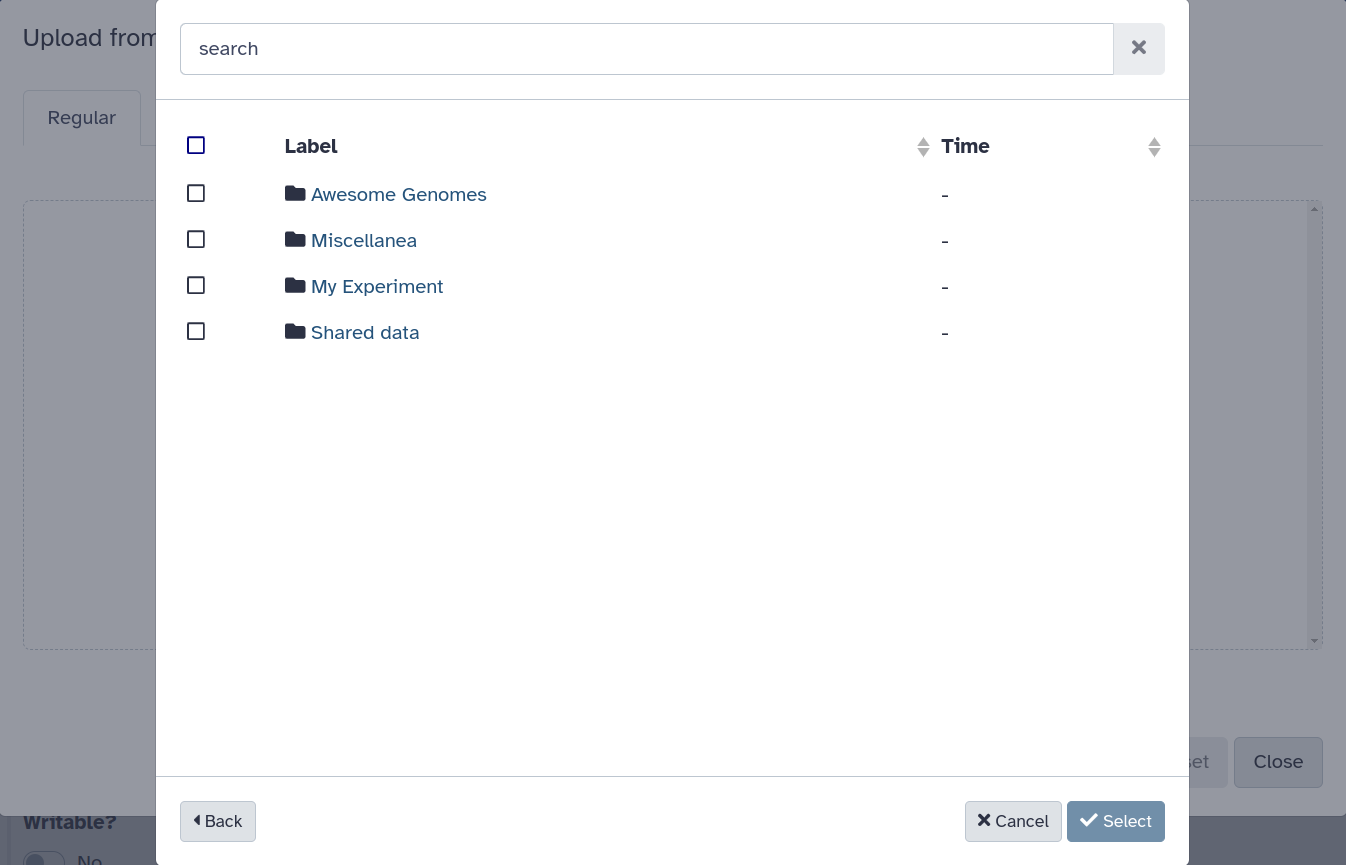 Upload from
search
Regular
Label
Time
Awesome Genomes
-
Miscellanea
-
My Experiment
-
Shared data
-
Close
Back
Cancel
Select
Writable?
No